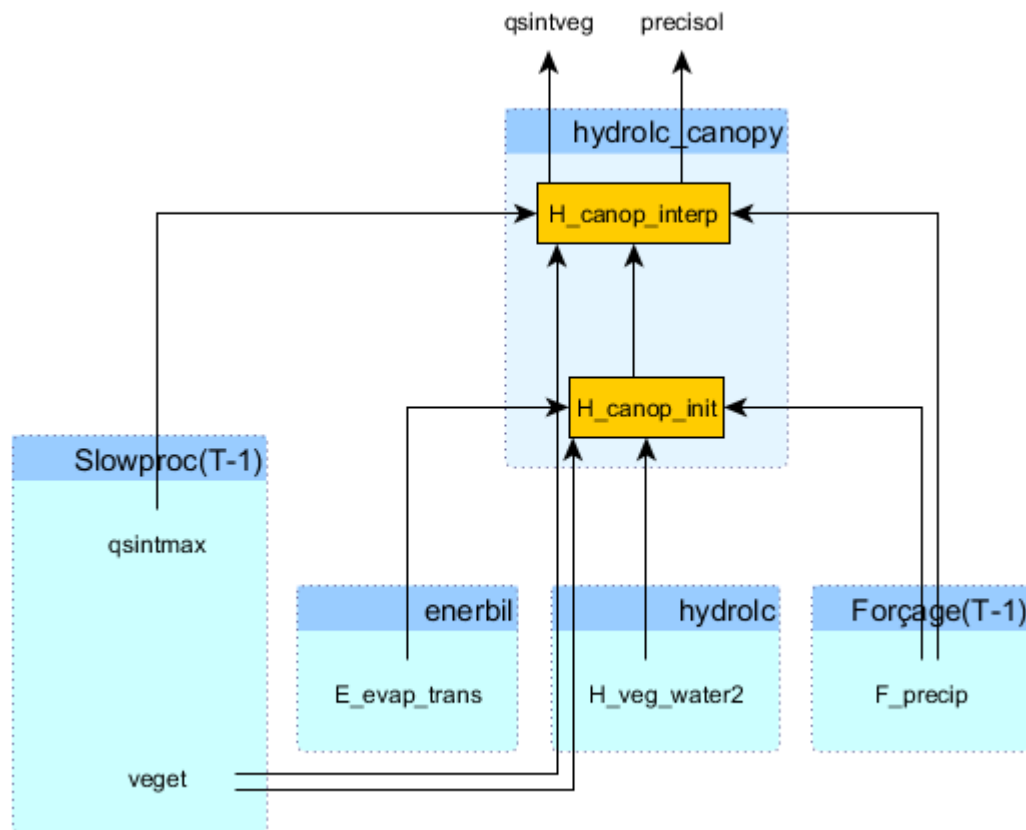 qsintveg precisol
hydrolc_canopy
H_canop_interp
H_canop_init
Slowproc(T-1)
qsintmax
enerbil hydrolc Forçage(T-1)
E_evap_trans H_veg_water2 F_precip
veget